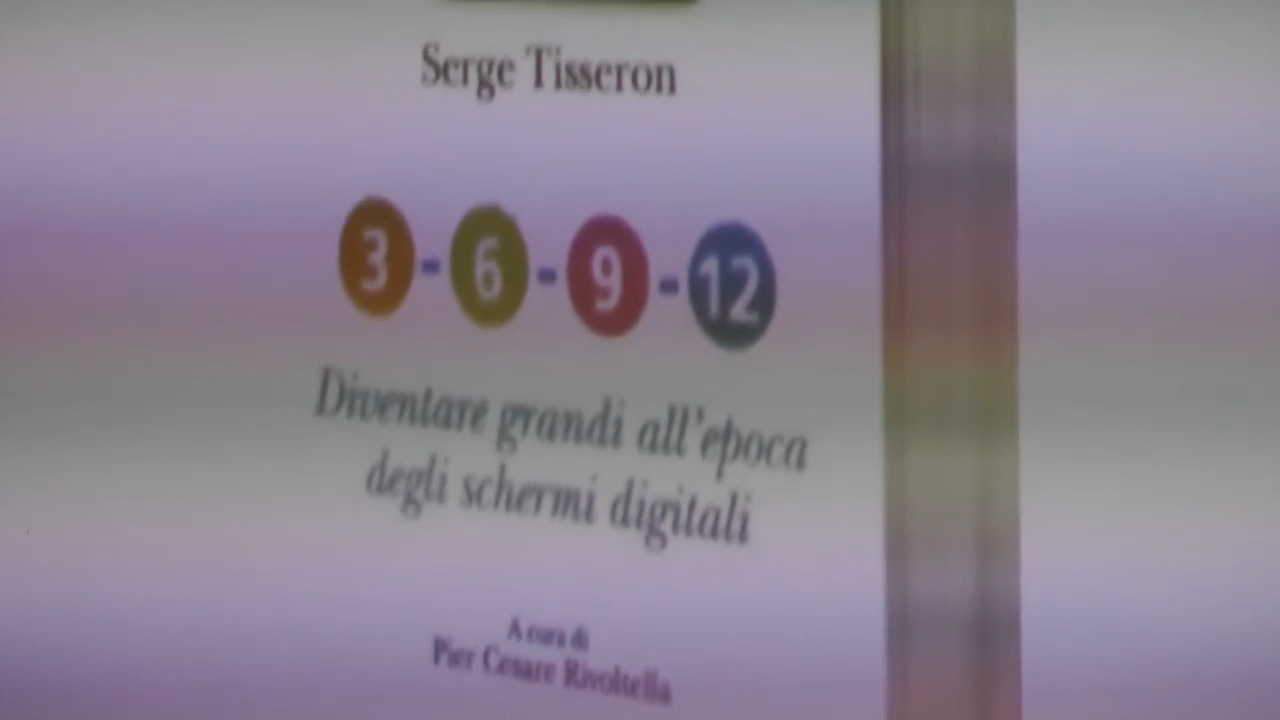 Serge Tisseron
3 - 6 - 9 - 12
Diventare grandi all'epoca
degli schermi digitali
A cura di
Pier Cesare Rivoltella